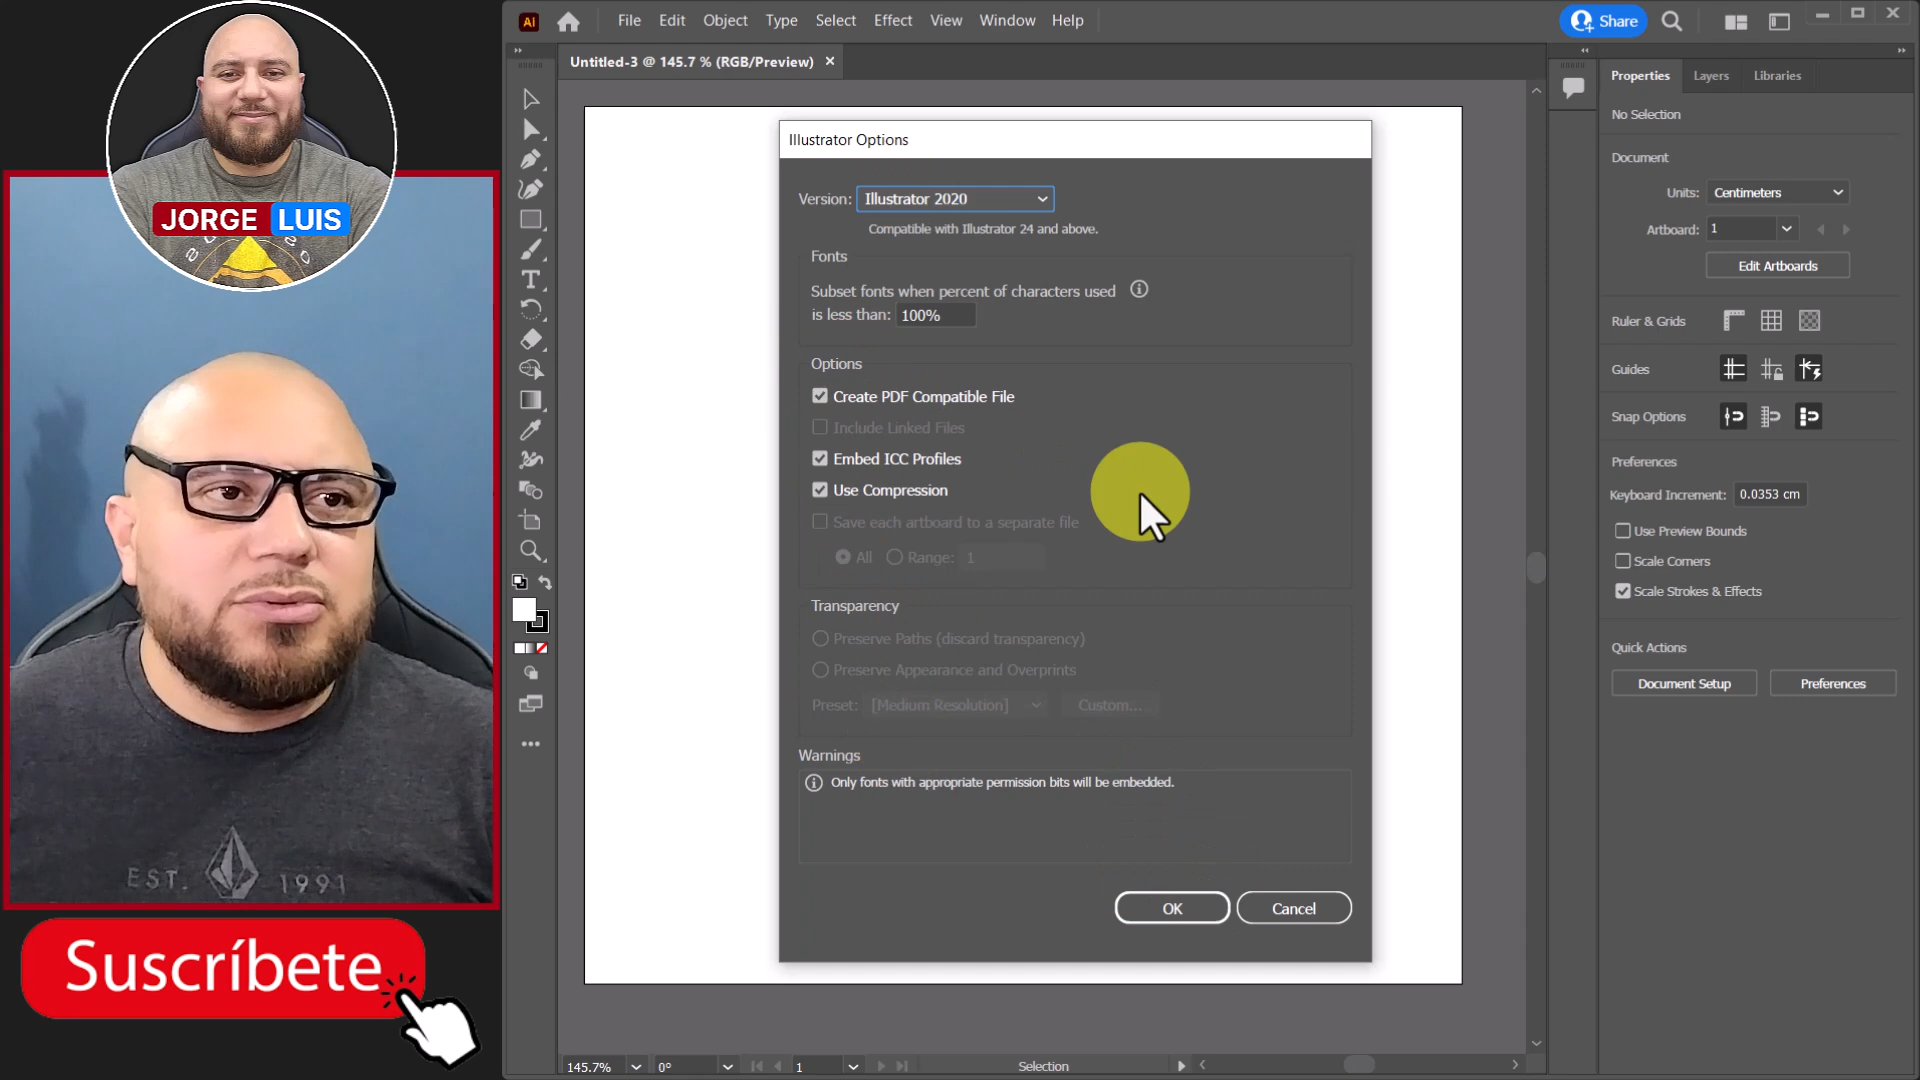 JORGE LUIS
EST. 1991
Suscríbete
Ai
File Edit Object Type Select Effect View Window Help
Share
Untitled-3 @ 145.7 % (RGB/Preview) ×
Illustrator Options
Version: Illustrator 2020
Compatible with Illustrator 24 and above.
Fonts
Subset fonts when percent of characters used
is less than: 100%
Options
Create PDF Compatible File
Include Linked Files
Embed ICC Profiles
Use Compression
Save each artboard to a separate file
All Range: 1
Transparency
Preserve Paths (discard transparency)
Preserve Appearance and Overprints
Preset: [Medium Resolution] Custom...
Warnings
Only fonts with appropriate permission bits will be embedded.
OK Cancel
145.7% 0° 1 Selection
Properties Layers Libraries
No Selection
Document
Units: Centimeters
Artboard: 1
Edit Artboards
Ruler & Grids
Guides
Snap Options
Preferences
Keyboard Increment: 0.0353 cm
Use Preview Bounds
Scale Corners
Scale Strokes & Effects
Quick Actions
Document Setup Preferences